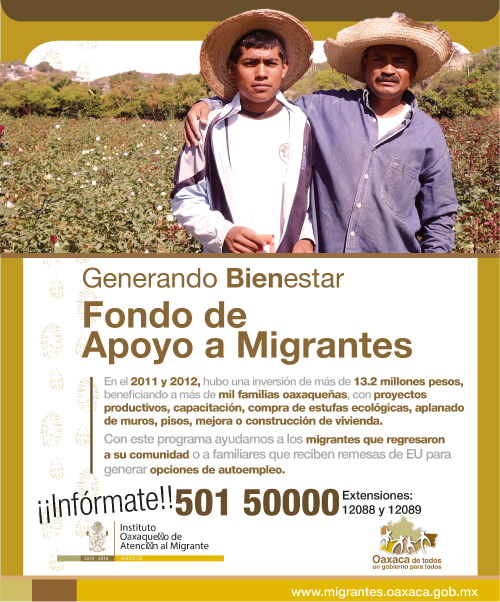 Generando Bienestar
Fondo de
Apoyo a Migrantes
En el 2011 y 2012, hubo una inversión de más de 13.2 millones pesos,
beneficiando a más de mil familias oaxaqueñas, con proyectos
productivos, capacitación, compra de estufas ecológicas, aplanado
de muros, pisos, mejora o construcción de vivienda.
Con este programa ayudamos a los migrantes que regresaron
a su comunidad o a familiares que reciben remesas de EU para
generar opciones de autoempleo.
¡¡Infórmate!! 501 50000 Extensiones:
12088 y 12089
Instituto
Oaxaqueño de
Atención al Migrante
2010 - 2016 OAXACA
Oaxaca de todos
un gobierno para todos
www.migrantes.oaxaca.gob.mx